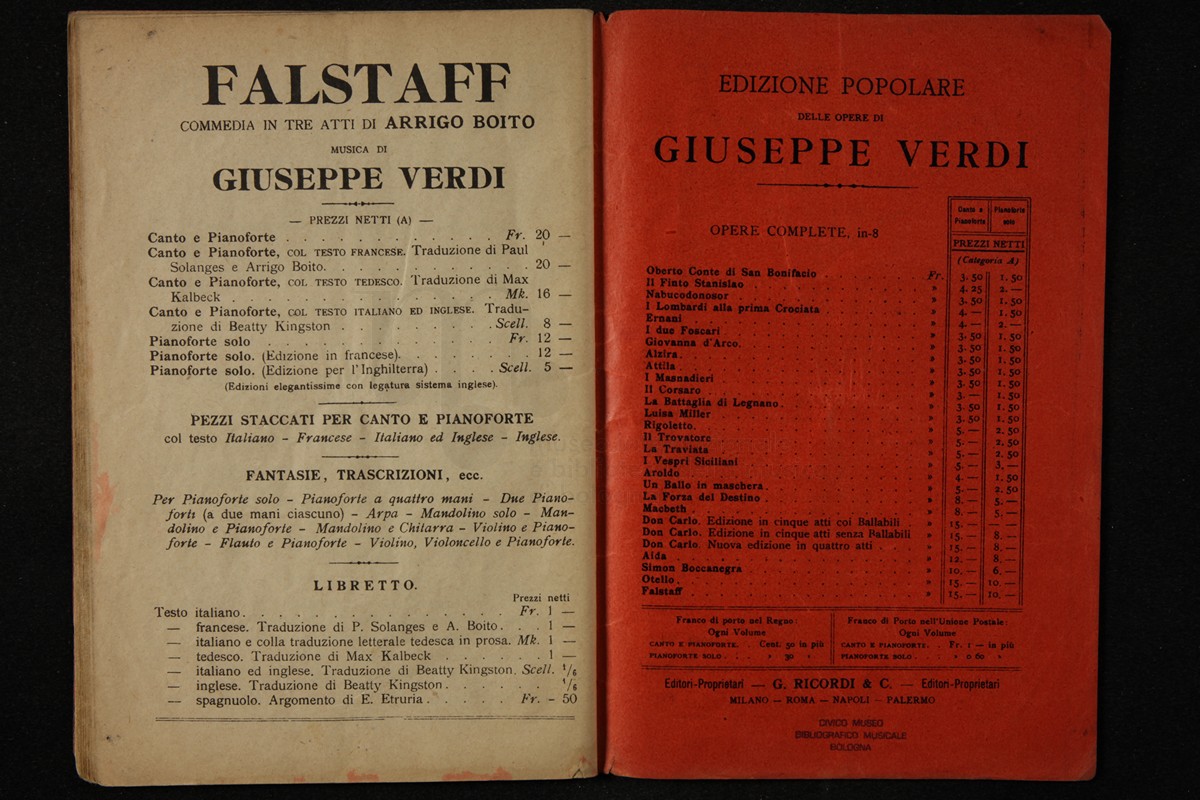 FALSTAFF
COMMEDIA IN TRE ATTI DI ARRIGO BOITO
MUSICA DI
GIUSEPPE VERDI
— PREZZI NETTI (A) —
Canto e Pianoforte . . . . . . . . . . . . Fr. 20 —
Canto e Pianoforte, COL TESTO FRANCESE. Traduzione di Paul
Solanges e Arrigo Boito. . . . . . . . . . . 20 —
Canto e Pianoforte, COL TESTO TEDESCO. Traduzione di Max
Kalbeck . . . . . . . . . . . . . . Mk. 16 —
Canto e Pianoforte, COL TESTO ITALIANO ED INGLESE. Tradu-
zione di Beatty Kingston . . . . . . . . Scell. 8 —
Pianoforte solo . . . . . . . . . . . . Fr. 12 —
Pianoforte solo. (Edizione in francese). . . . . . . 12 —
Pianoforte solo. (Edizione per l'Inghilterra) . . . . Scell. 5 —
(Edizioni elegantissime con legatura sistema inglese).
PEZZI STACCATI PER CANTO E PIANOFORTE
col testo Italiano – Francese – Italiano ed Inglese – Inglese.
FANTASIE, TRASCRIZIONI, ecc.
Per Pianoforte solo – Pianoforte a quattro mani – Due Piano-
forti (a due mani ciascuno) – Arpa – Mandolino solo – Man-
dolino e Pianoforte – Mandolino e Chitarra – Violino e Piano-
forte – Flauto e Pianoforte – Violino, Violoncello e Pianoforte.
LIBRETTO.
Prezzi netti
Testo italiano. . . . . . . . . . . . . . Fr. 1 —
— francese. Traduzione di P. Solanges e A. Boito. . . 1 —
— italiano e colla traduzione letterale tedesca in prosa. Mk. 1 —
— tedesco. Traduzione di Max Kalbeck . . . . . . 1 —
— italiano ed inglese. Traduzione di Beatty Kingston. Scell. 1/6
— inglese. Traduzione di Beatty Kingston. . . . . . 1/6
— spagnuolo. Argomento di E. Etruria. . . . . Fr. – 50
EDIZIONE POPOLARE
DELLE OPERE DI
GIUSEPPE VERDI
Canto e Pianoforte | Pianoforte solo
OPERE COMPLETE, in-8
PREZZI NETTI
(Categoria A)
Oberto Conte di San Bonifacio . . . . . . . Fr. 3. 50 1. 50
Il Finto Stanislao . . . . . . . . . » 4. 25 2. —
Nabucodonosor . . . . . . . . . » 3. 50 1. 50
I Lombardi alla prima Crociata . . . . . . . » 4. — 1. 50
Ernani . . . . . . . . . » 4. — 2. —
I due Foscari . . . . . . . . . » 3. 50 1. 50
Giovanna d'Arco. . . . . . . . . » 3. 50 1. 50
Alzira. . . . . . . . . » 3. 50 1. 50
Attila . . . . . . . . . » 3. 50 1. 50
I Masnadieri . . . . . . . . . » 3. 50 1. 50
Il Corsaro . . . . . . . . . » 3. — 1. 50
La Battaglia di Legnano. . . . . . . . . » 3. 50 1. 50
Luisa Miller . . . . . . . . . » 3. 50 1. 50
Rigoletto. . . . . . . . . » 5. — 2. 50
Il Trovatore . . . . . . . . . » 5. — 2. 50
La Traviata . . . . . . . . . » 5. — 2. 50
I Vespri Siciliani . . . . . . . . . » 5. — 3. —
Aroldo . . . . . . . . . » 4. — 1. 50
Un Ballo in maschera. . . . . . . . . » 5. — 2. 50
La Forza del Destino . . . . . . . . . » 8. — 5. —
Macbeth . . . . . . . . . » 8. — 5. —
Don Carlo. Edizione in cinque atti coi Ballabili . » 15. — — —
Don Carlo. Edizione in cinque atti senza Ballabili » 15. — 8. —
Don Carlo. Nuova edizione in quattro atti . . . » 15. — 8. —
Aida . . . . . . . . . » 12. — 8. —
Simon Boccanegra . . . . . . . . . » 10. — 6. —
Otello . . . . . . . . . » 15. — 10. —
Falstaff . . . . . . . . . » 15. — 10. —
Franco di porto nel Regno:
Ogni Volume
CANTO E PIANOFORTE. . Cent. 50 in più
PIANOFORTE SOLO . . . » 30 »
Franco di Porto nell'Unione Postale:
Ogni Volume
CANTO E PIANOFORTE. . Fr. 1 — in più
PIANOFORTE SOLO. . . » 0 60 »
Editori-Proprietari — G. RICORDI & C. — Editori-Proprietari
MILANO — ROMA — NAPOLI — PALERMO
CIVICO MUSEO
BIBLIOGRAFICO MUSICALE
BOLOGNA